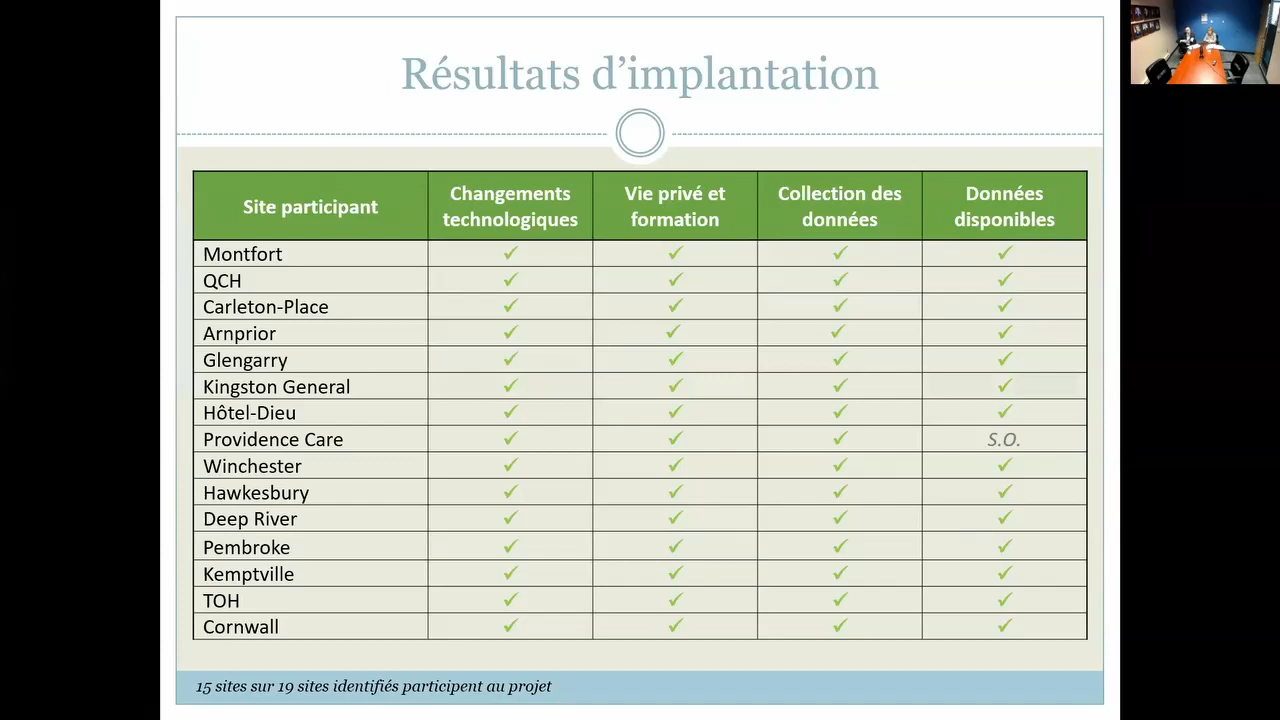 Résultats d’implantation
Site participant Changements technologiques Vie privé et formation Collection des données Données disponibles
Montfort ✓ ✓ ✓ ✓
QCH ✓ ✓ ✓ ✓
Carleton-Place ✓ ✓ ✓ ✓
Arnprior ✓ ✓ ✓ ✓
Glengarry ✓ ✓ ✓ ✓
Kingston General ✓ ✓ ✓ ✓
Hôtel-Dieu ✓ ✓ ✓ ✓
Providence Care ✓ ✓ ✓ S.O.
Winchester ✓ ✓ ✓ ✓
Hawkesbury ✓ ✓ ✓ ✓
Deep River ✓ ✓ ✓ ✓
Pembroke ✓ ✓ ✓ ✓
Kemptville ✓ ✓ ✓ ✓
TOH ✓ ✓ ✓ ✓
Cornwall ✓ ✓ ✓ ✓
15 sites sur 19 sites identifiés participent au projet